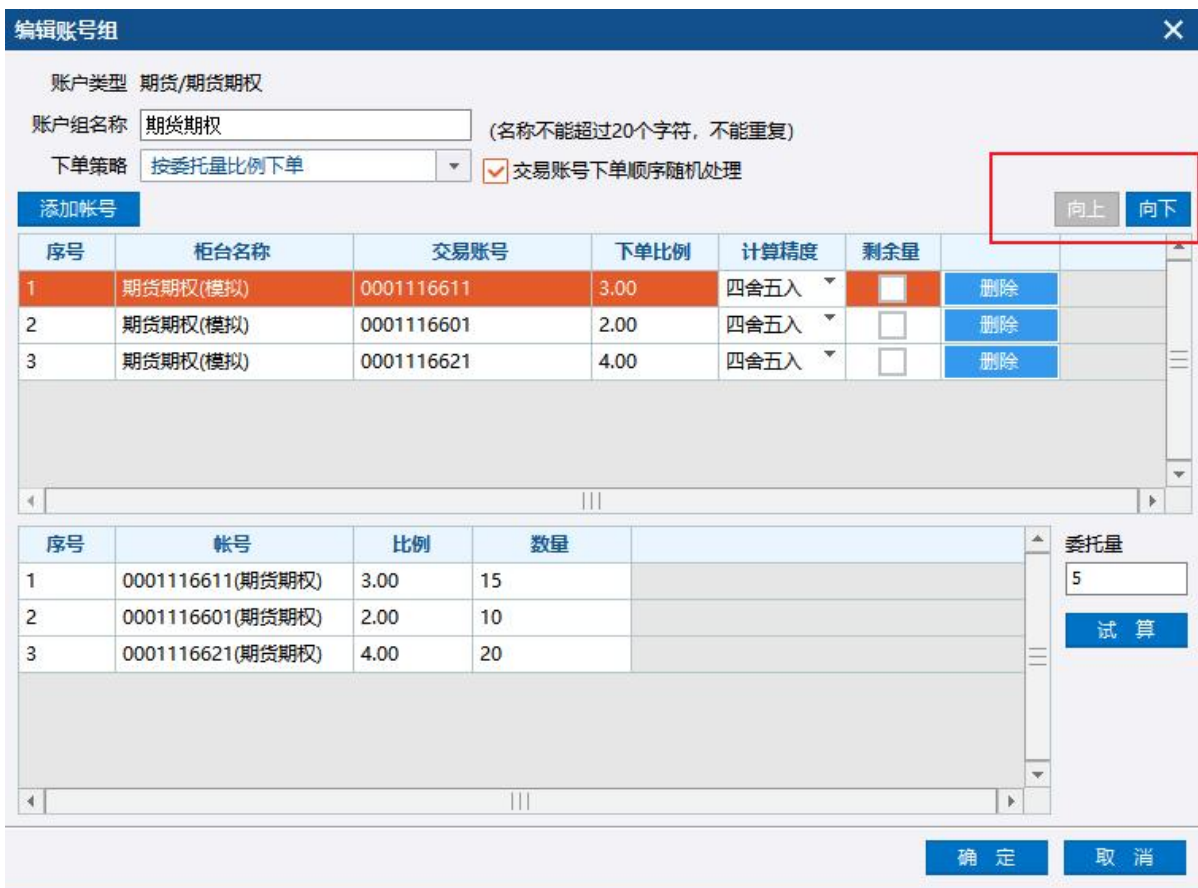 编辑账号组
账户类型 期货/期货期权
账户组名称 期货期权 (名称不能超过20个字符，不能重复)
下单策略 按委托量比例下单 交易账号下单顺序随机处理
添加帐号 向上 向下
序号 柜台名称 交易账号 下单比例 计算精度 剩余量
1 期货期权(模拟) 0001116611 3.00 四舍五入 删除
2 期货期权(模拟) 0001116601 2.00 四舍五入 删除
3 期货期权(模拟) 0001116621 4.00 四舍五入 删除
序号 帐号 比例 数量 委托量
1 0001116611(期货期权) 3.00 15 5
2 0001116601(期货期权) 2.00 10 试 算
3 0001116621(期货期权) 4.00 20
确 定 取 消